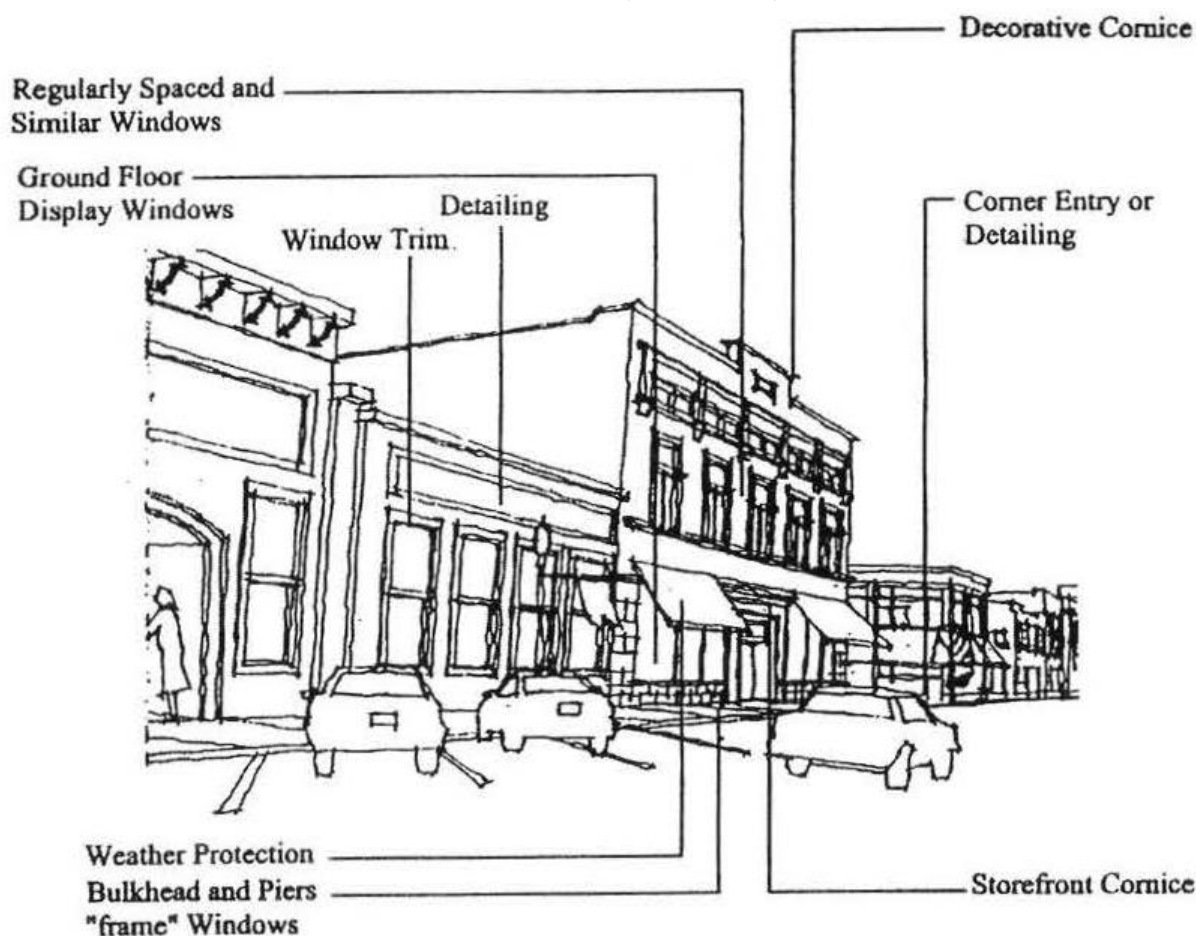 Decorative Cornice
Regularly Spaced and
Similar Windows
Ground Floor
Display Windows
Detailing
Window Trim
Corner Entry or
Detailing
Weather Protection
Bulkhead and Piers
"frame" Windows
Storefront Cornice